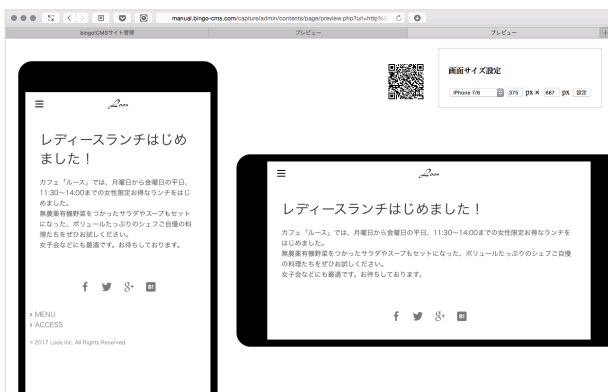 manual.bingo-cms.com/capture/admin/contents/page/preview.php?url=http%3
bingo!CMSサイト管理
プレビュー
プレビュー
画面サイズ設定
iPhone 7/6 375 px × 667 px 設定
Loos
レディースランチはじめ
ました！
カフェ「ルース」では、月曜日から金曜日の平日、
11:30〜14:00までの女性限定お得なランチをはじ
めました。
無農薬有機野菜をつかったサラダやスープもセット
になった、ボリュームたっぷりのシェフご自慢の料
理たちをぜひお試しください。
女子会などにも最適です。お待ちしております。
f g+ B!
› MENU
› ACCESS
© 2017 Loos Inc. All Rights Reserved.
Loos
レディースランチはじめました！
カフェ「ルース」では、月曜日から金曜日の平日、11:30〜14:00までの女性限定お得なランチを
はじめました。
無農薬有機野菜をつかったサラダやスープもセットになった、ボリュームたっぷりのシェフご自慢
の料理たちをぜひお試しください。
女子会などにも最適です。お待ちしております。
f g+ B!